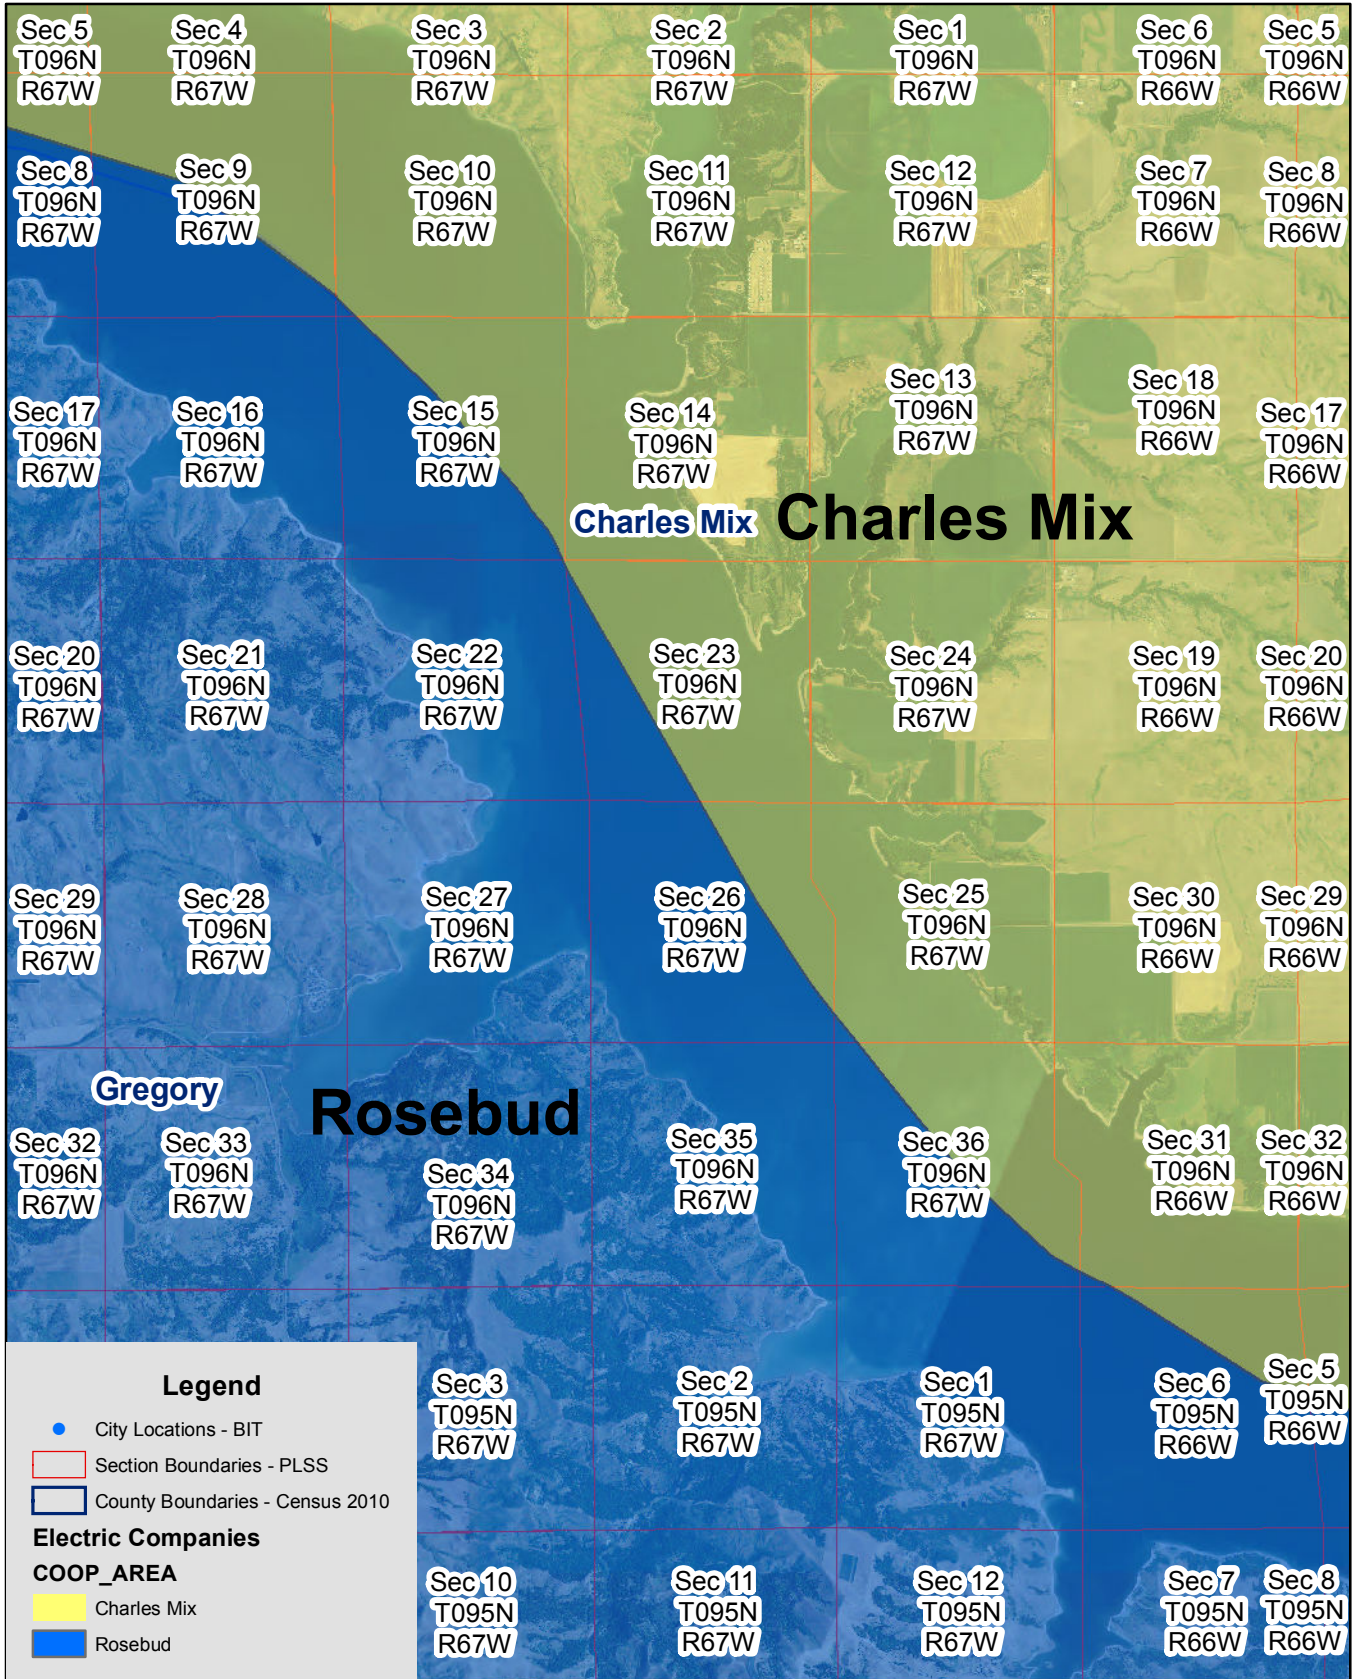 Sec 5
T096N
R67W
Sec 4
T096N
R67W
Sec 3
T096N
R67W
Sec 2
T096N
R67W
Sec 1
T096N
R67W
Sec 6
T096N
R66W
Sec 5
T096N
R66W
Sec 8
T096N
R67W
Sec 9
T096N
R67W
Sec 10
T096N
R67W
Sec 11
T096N
R67W
Sec 12
T096N
R67W
Sec 7
T096N
R66W
Sec 8
T096N
R66W
Sec 17
T096N
R67W
Sec 16
T096N
R67W
Sec 15
T096N
R67W
Sec 14
T096N
R67W
Sec 13
T096N
R67W
Sec 18
T096N
R66W
Sec 17
T096N
R66W
Charles Mix
Charles Mix
Sec 20
T096N
R67W
Sec 21
T096N
R67W
Sec 22
T096N
R67W
Sec 23
T096N
R67W
Sec 24
T096N
R67W
Sec 19
T096N
R66W
Sec 20
T096N
R66W
Sec 29
T096N
R67W
Sec 28
T096N
R67W
Sec 27
T096N
R67W
Sec 26
T096N
R67W
Sec 25
T096N
R67W
Sec 30
T096N
R66W
Sec 29
T096N
R66W
Gregory
Rosebud
Sec 32
T096N
R67W
Sec 33
T096N
R67W
Sec 34
T096N
R67W
Sec 35
T096N
R67W
Sec 36
T096N
R67W
Sec 31
T096N
R66W
Sec 32
T096N
R66W
Sec 3
T095N
R67W
Sec 2
T095N
R67W
Sec 1
T095N
R67W
Sec 6
T095N
R66W
Sec 5
T095N
R66W
Sec 10
T095N
R67W
Sec 11
T095N
R67W
Sec 12
T095N
R67W
Sec 7
T095N
R66W
Sec 8
T095N
R66W
Legend
City Locations - BIT
Section Boundaries - PLSS
County Boundaries - Census 2010
Electric Companies
COOP_AREA
Charles Mix
Rosebud